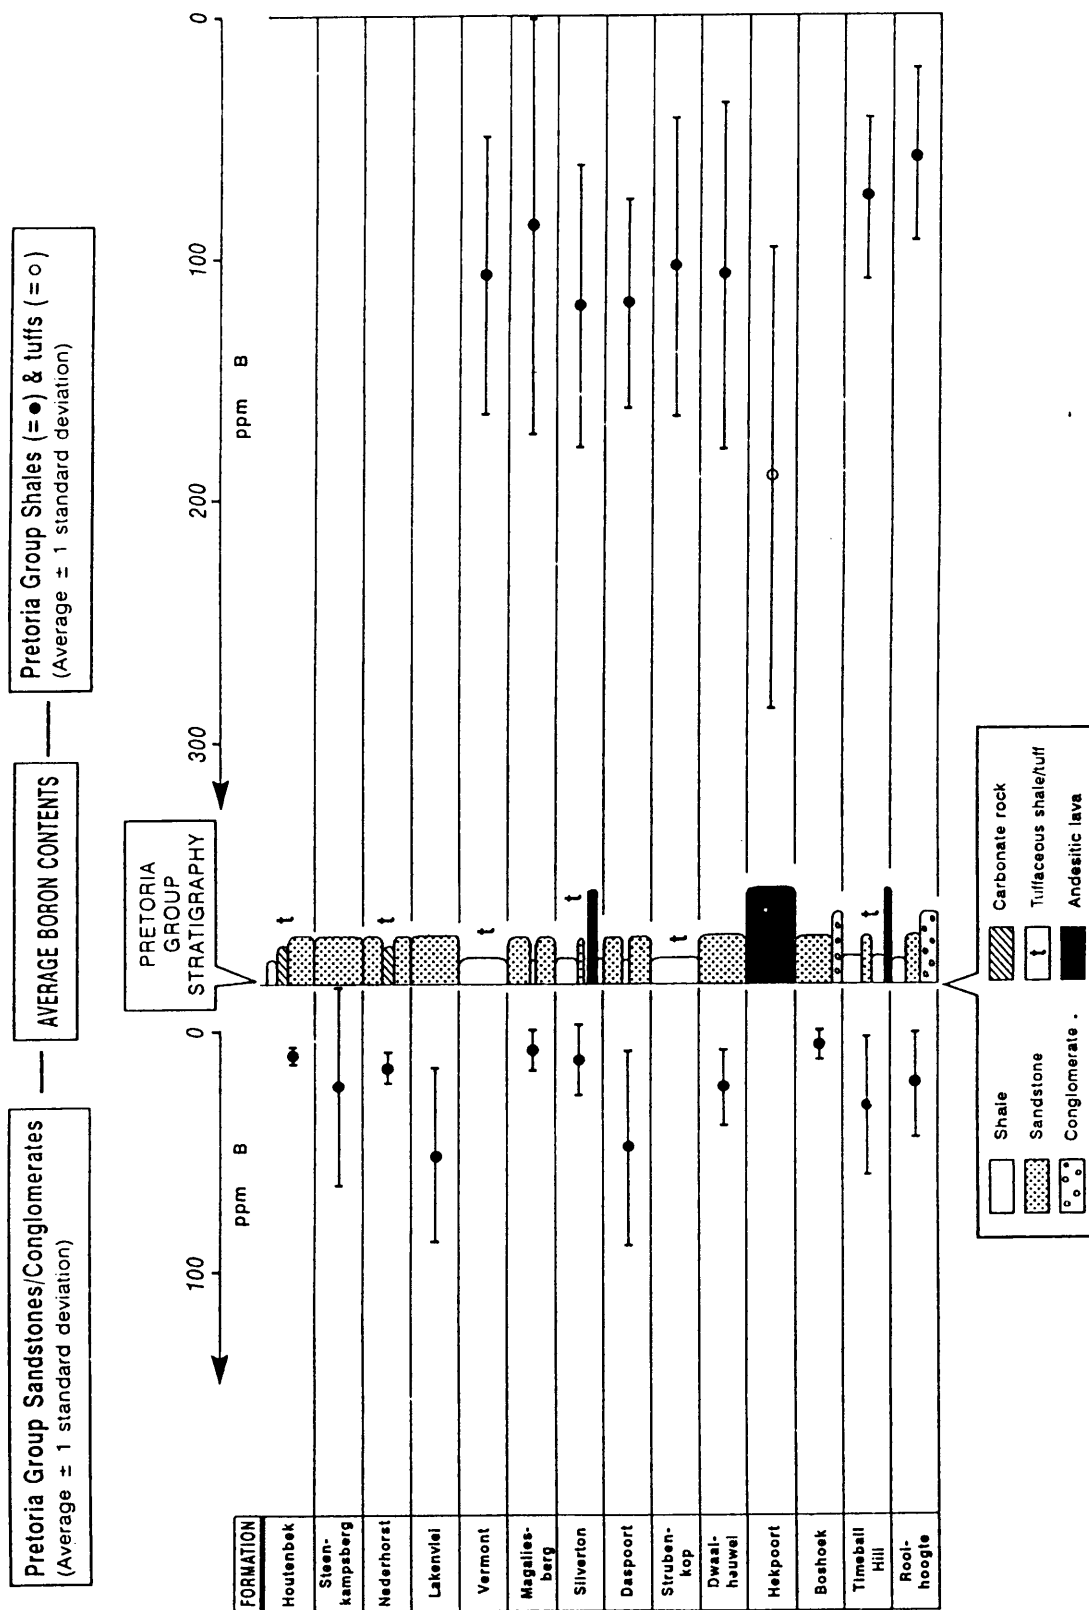 Pretoria Group Sandstones/Conglomerates
(Average ± 1 standard deviation)
AVERAGE BORON CONTENTS
Pretoria Group Shales (=●) & tuffs (=○)
(Average ± 1 standard deviation)
PRETORIA
GROUP
STRATIGRAPHY
100
0
ppm B
300
200
100
0
ppm B
FORMATION
Houtenbek
Steen-
kampsberg
Nederhorst
Lakenvlei
Vermont
Magalies-
berg
Silverton
Daspoort
Struben-
kop
Dwaal-
heuwel
Hekpoort
Boshoek
Timeball
Hill
Rooi-
hoogte
t
t
t
t
t
t
Shale
Sandstone
Conglomerate .
Carbonate rock
t Tuffaceous shale/tuff
Andesitic lava